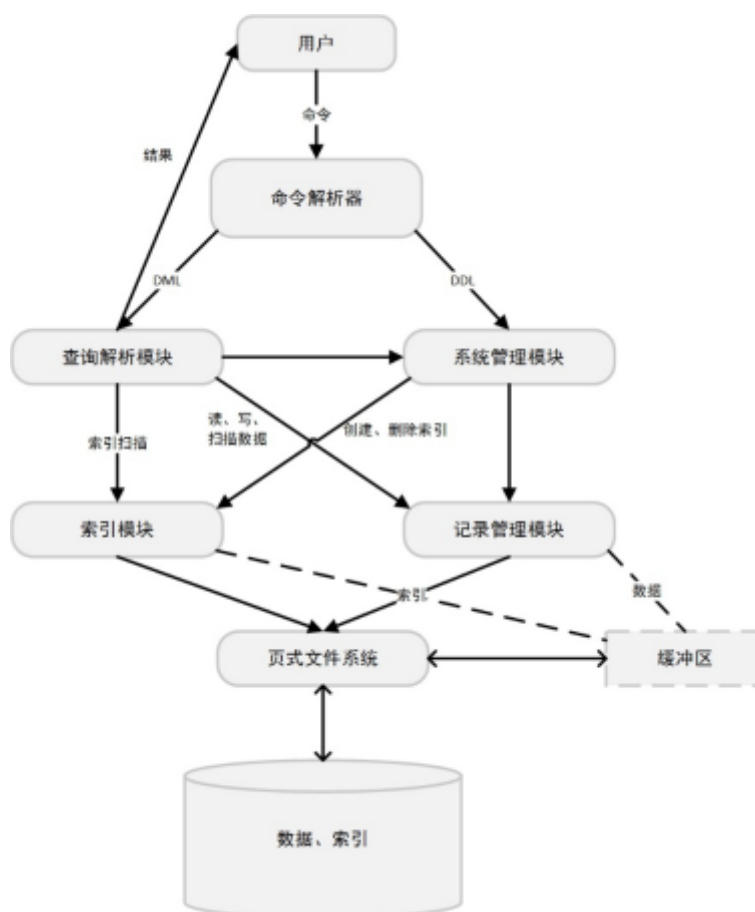 用户
命令
结果
命令解析器
DML
DDL
查询解析模块
系统管理模块
读、写、
扫描数据
创建、删除索引
索引扫描
索引模块
记录管理模块
索引
数据
页式文件系统
缓冲区
数据、索引